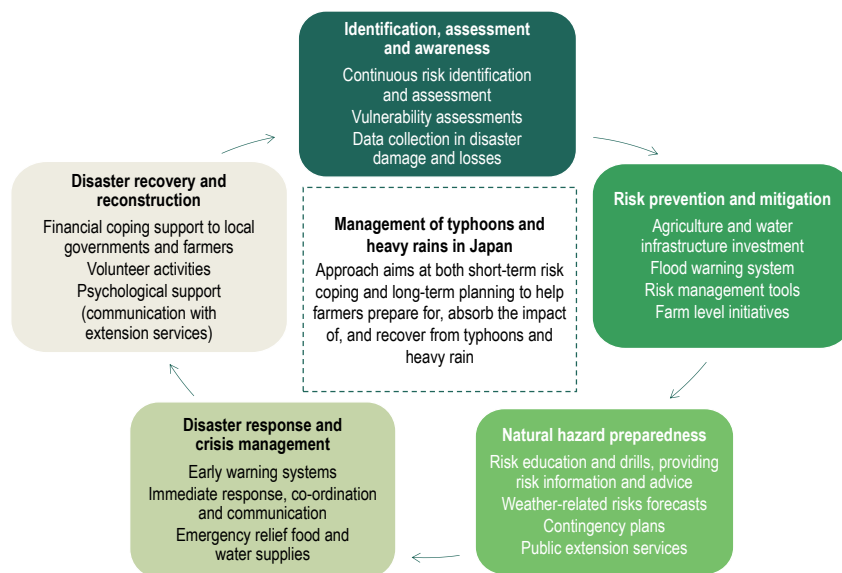 Identification, assessment
and awareness
Continuous risk identification
and assessment
Vulnerability assessments
Data collection in disaster
damage and losses
Risk prevention and mitigation
Agriculture and water
infrastructure investment
Flood warning system
Risk management tools
Farm level initiatives
Natural hazard preparedness
Risk education and drills, providing
risk information and advice
Weather-related risks forecasts
Contingency plans
Public extension services
Disaster response and
crisis management
Early warning systems
Immediate response, co-ordination
and communication
Emergency relief food and
water supplies
Disaster recovery and
reconstruction
Financial coping support to local
governments and farmers
Volunteer activities
Psychological support
(communication with
extension services)
Management of typhoons and
heavy rains in Japan
Approach aims at both short-term risk
coping and long-term planning to help
farmers prepare for, absorb the impact
of, and recover from typhoons and
heavy rain